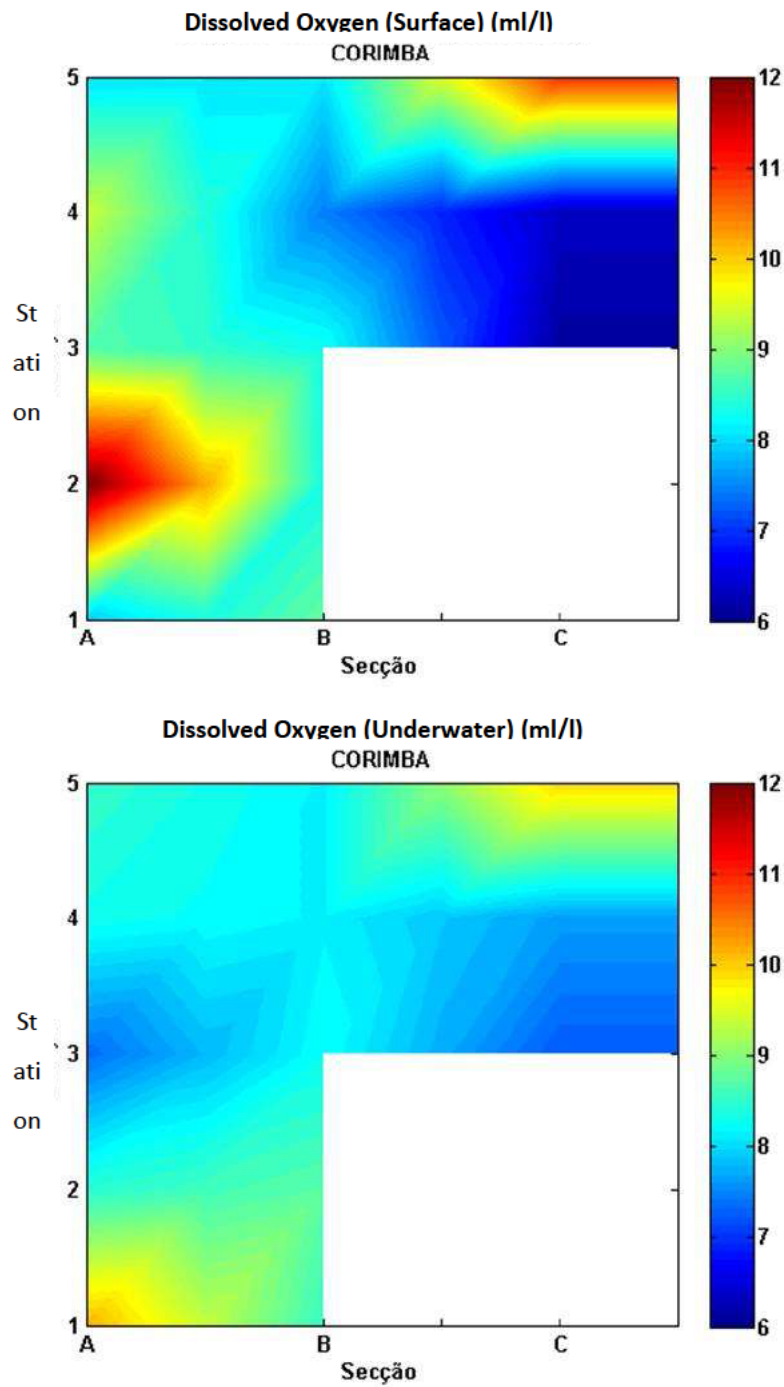 Dissolved Oxygen (Surface) (ml/l)
CORIMBA
5
4
3
2
1
St
ati
on
A
B
C
Secção
12
11
10
9
8
7
6
Dissolved Oxygen (Underwater) (ml/l)
CORIMBA
5
4
3
2
1
St
ati
on
A
B
C
Secção
12
11
10
9
8
7
6